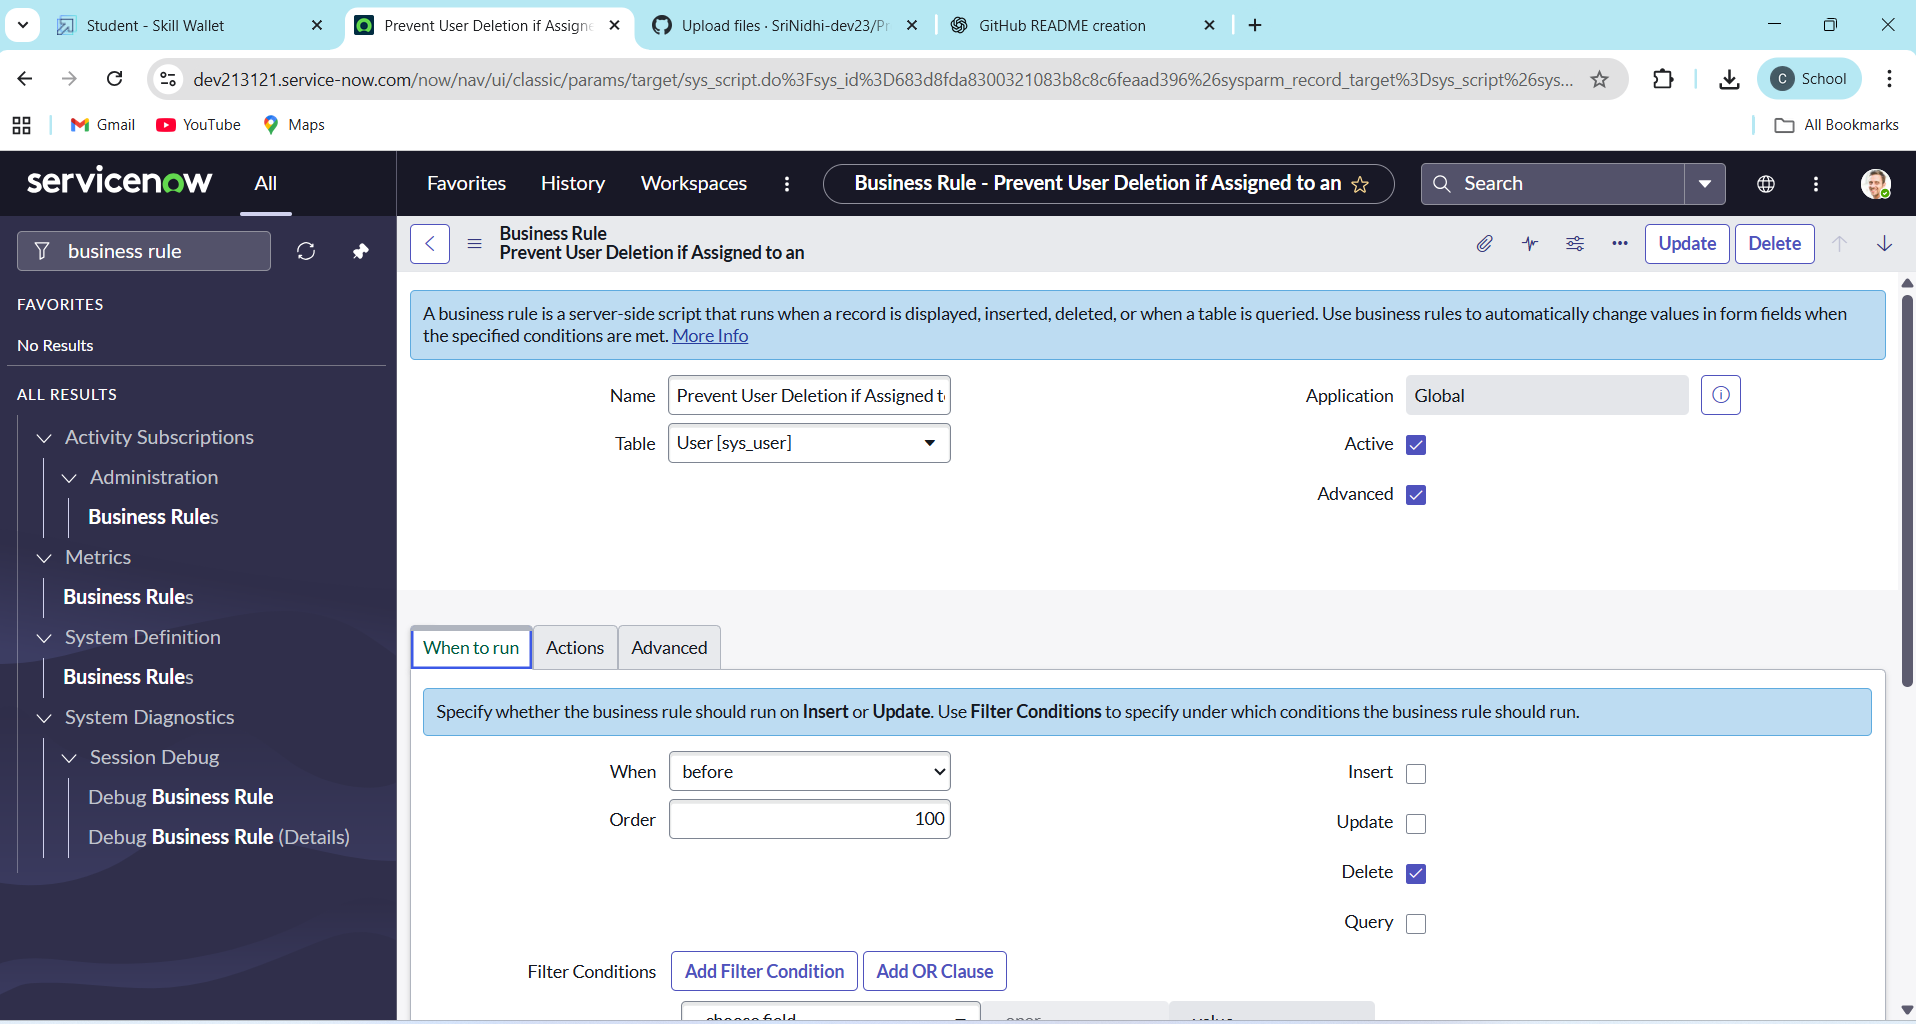 Student - Skill Wallet
Prevent User Deletion if Assigne
Upload files · SriNidhi-dev23/Pr
GitHub README creation
dev213121.service-now.com/now/nav/ui/classic/params/target/sys_script.do%3Fsys_id%3D683d8fda8300321083b8c8c6feaad396%26sysparm_record_target%3Dsys_script%26sys...
C School
Gmail
YouTube
Maps
All Bookmarks
servicenow
All
Favorites
History
Workspaces
Business Rule - Prevent User Deletion if Assigned to an
Search
business rule
FAVORITES
No Results
ALL RESULTS
Activity Subscriptions
Administration
Business Rules
Metrics
Business Rules
System Definition
Business Rules
System Diagnostics
Session Debug
Debug Business Rule
Debug Business Rule (Details)
Business Rule
Prevent User Deletion if Assigned to an
Update
Delete
A business rule is a server-side script that runs when a record is displayed, inserted, deleted, or when a table is queried. Use business rules to automatically change values in form fields when
the specified conditions are met. More Info
Name
Prevent User Deletion if Assigned t
Application
Global
Table
User [sys_user]
Active
Advanced
When to run
Actions
Advanced
Specify whether the business rule should run on Insert or Update. Use Filter Conditions to specify under which conditions the business rule should run.
When
before
Insert
Order
100
Update
Delete
Query
Filter Conditions
Add Filter Condition
Add OR Clause
choose field
oper
value